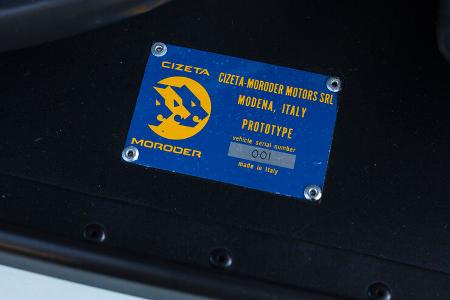 CIZETA
MORODER
CIZETA-MORODER MOTORS SRL
MODENA, ITALY
PROTOTYPE
vehicle serial number
001
made in Italy